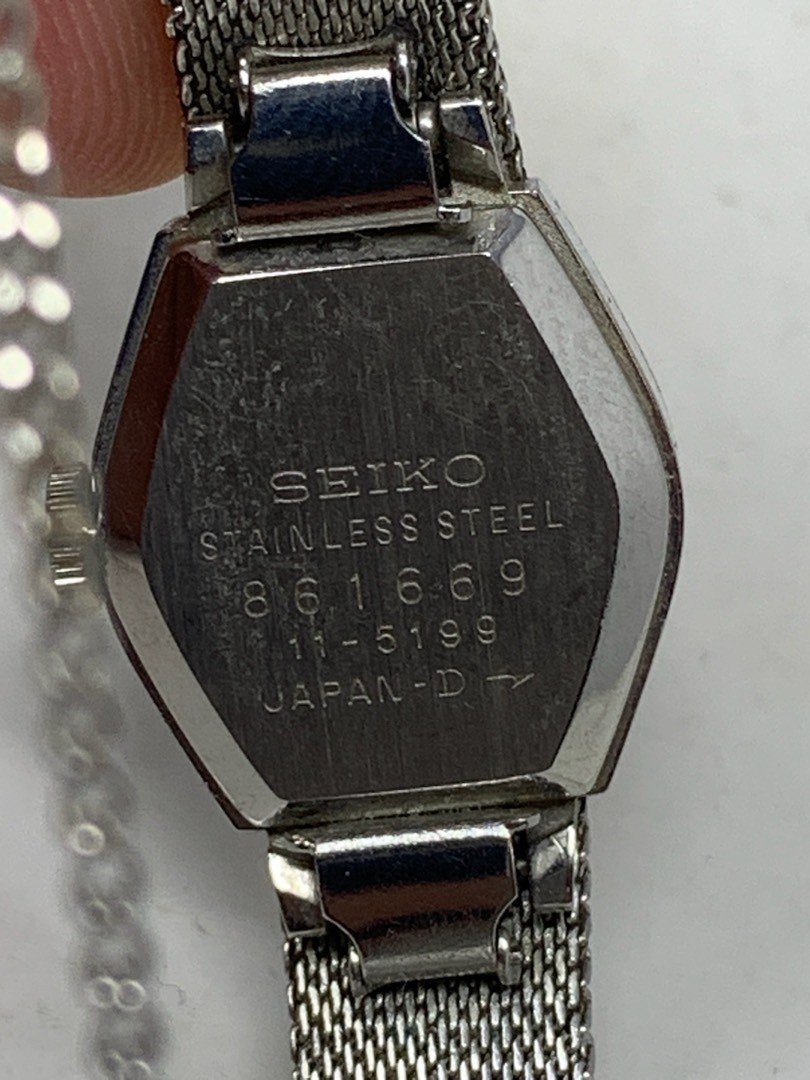 SEIKO
STAINLESS STEEL
861669
11-5199
JAPAN-D